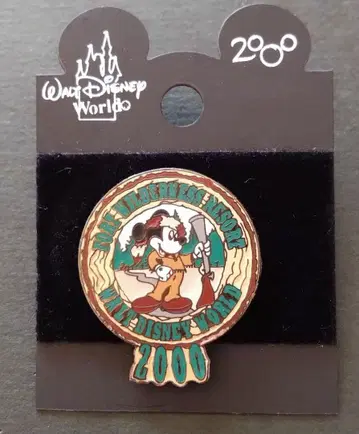 WALT DISNEY
World
2000
FORT WILDERNESS RESORT
WALT DISNEY WORLD
2000